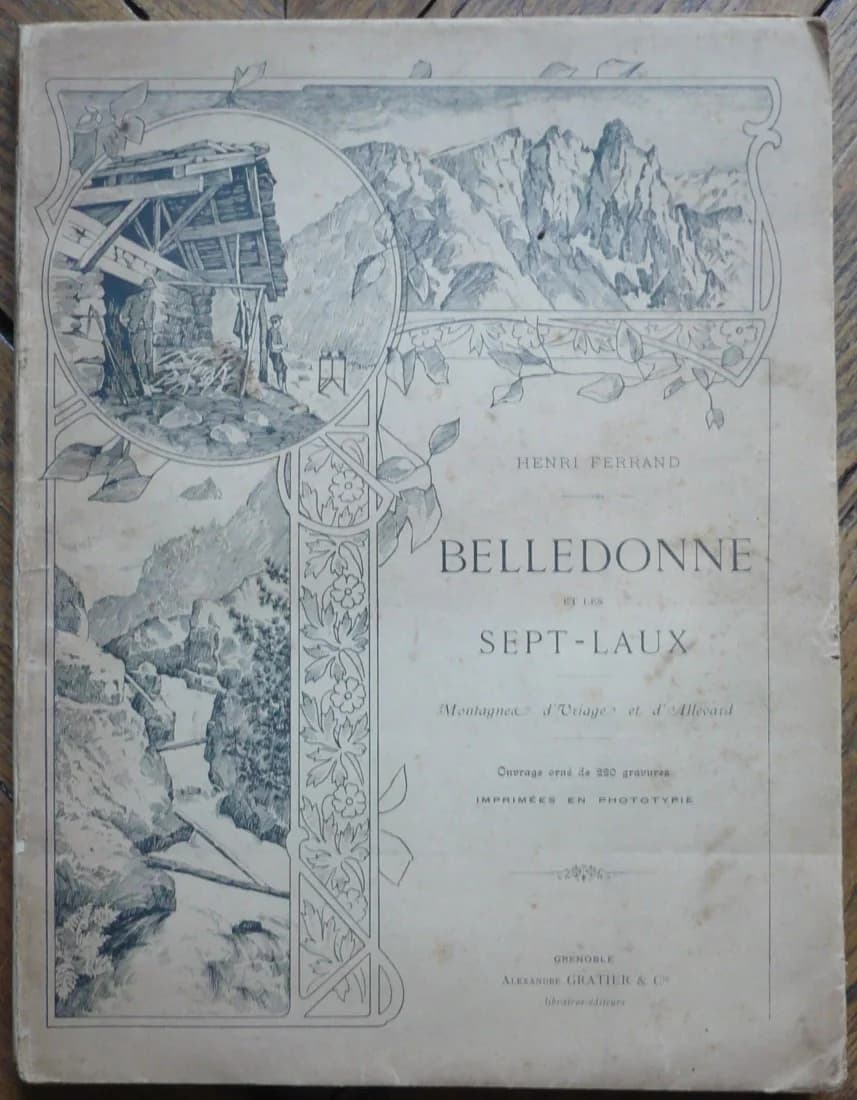 HENRI FERRAND
BELLEDONNE
ET LES
SEPT-LAUX
Montagnes d'Uriage et d'Allevard
Ouvrage orné de 220 gravures
IMPRIMÉES EN PHOTOTYPIE
GRENOBLE
ALEXANDRE GRATIER & Cie
libraires-éditeurs